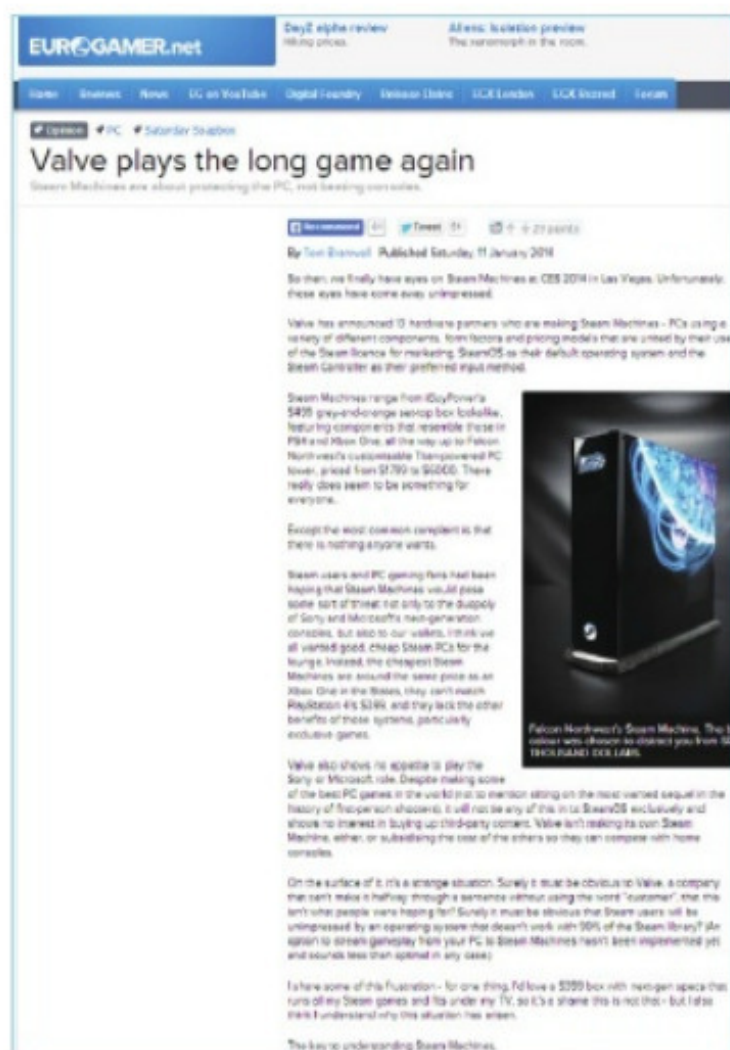 EUROGAMER.net
DayZ alpha review
Hiking prices.
Aliens: Isolation preview
The xenomorph in the room.
Home Reviews News EG on YouTube Digital Foundry Release Dates EGX London EGX Rezzed Forum
Opinion PC Saturday Soapbox
Valve plays the long game again
Steam Machines are about protecting the PC, not beating consoles.
Recommend Tweet
By Tom Bramwell Published Saturday, 11 January 2014
So then, we finally have eyes on Steam Machines at CES 2014 in Las Vegas. Unfortunately,
those eyes have come away unimpressed.
Valve has announced 13 hardware partners who are making Steam Machines - PCs using a
variety of different components, form factors and pricing models that are united by their use
of the Steam licence for marketing, SteamOS as their default operating system and the
Steam Controller as their preferred input method.
Steam Machines range from iBuyPower's
$499 grey-and-orange set-top box lookalike,
featuring components that resemble those in
PS4 and Xbox One, all the way up to Falcon
Northwest's customisable Titan-powered PC
tower, priced from $1799 to $6000. There
really does seem to be something for
everyone.
Except the most common complaint is that
there is nothing anyone wants.
Steam users and PC gaming fans had been
hoping that Steam Machines would pose
some sort of threat not only to the duopoly
of Sony and Microsoft's next-generation
consoles, but also to our wallets. I think we
all wanted good, cheap Steam PCs for the
lounge. Instead, the cheapest Steam
Machines are around the same price as an
Xbox One in the States, they can't match
PlayStation 4's $399, and they lack the other
benefits of those systems, particularly
exclusive games.
Falcon Northwest's Steam Machine. The
colour was chosen to distract you from
THOUSAND DOLLARS.
Valve also shows no appetite to play the
Sony or Microsoft role. Despite making some
of the best PC games in the world (not to mention sitting on the most wanted sequel in the
history of first-person shooters), it will not tie any of this in to SteamOS exclusively and
shows no interest in buying up third-party content. Valve isn't making its own Steam
Machine, either, or subsidising the cost of the others so they can compete with home
consoles.
On the surface of it, it's a strange situation. Surely it must be obvious to Valve, a company
that can't make it halfway through a sentence without using the word "customer", that this
isn't what people were hoping for? Surely it must be obvious that Steam users will be
unimpressed by an operating system that doesn't work with 90% of the Steam library? (An
option to stream gameplay from your PC to Steam Machines hasn't been implemented yet
and sounds less than optimal in any case.)
I share some of this frustration - for one thing, I'd love a $399 box with next-gen specs that
runs all my Steam games and fits under my TV, so it's a shame this is not that - but I also
think I understand why this situation has arisen.
The key to understanding Steam Machines,